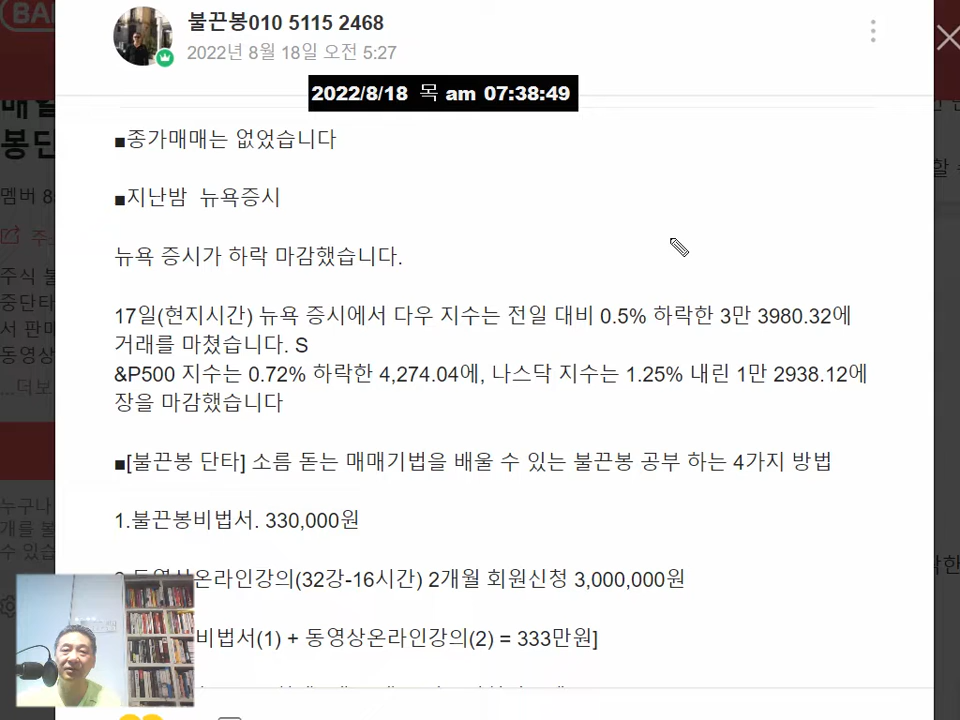 불끈봉010 5115 2468
2022년 8월 18일 오전 5:27
2022/8/18 목 am 07:38:49
■종가매매는 없었습니다
■지난밤 뉴욕증시
뉴욕 증시가 하락 마감했습니다.
17일(현지시간) 뉴욕 증시에서 다우 지수는 전일 대비 0.5% 하락한 3만 3980.32에
거래를 마쳤습니다. S
&P500 지수는 0.72% 하락한 4,274.04에, 나스닥 지수는 1.25% 내린 1만 2938.12에
장을 마감했습니다
■[불끈봉 단타] 소름 돋는 매매기법을 배울 수 있는 불끈봉 공부 하는 4가지 방법
1.불끈봉비법서. 330,000원
동영상온라인강의(32강-16시간) 2개월 회원신청 3,000,000원
비법서(1) + 동영상온라인강의(2) = 333만원]
멤버
주식
중단타
서 판매
동영상
...더보
누구나
개를
수 있습